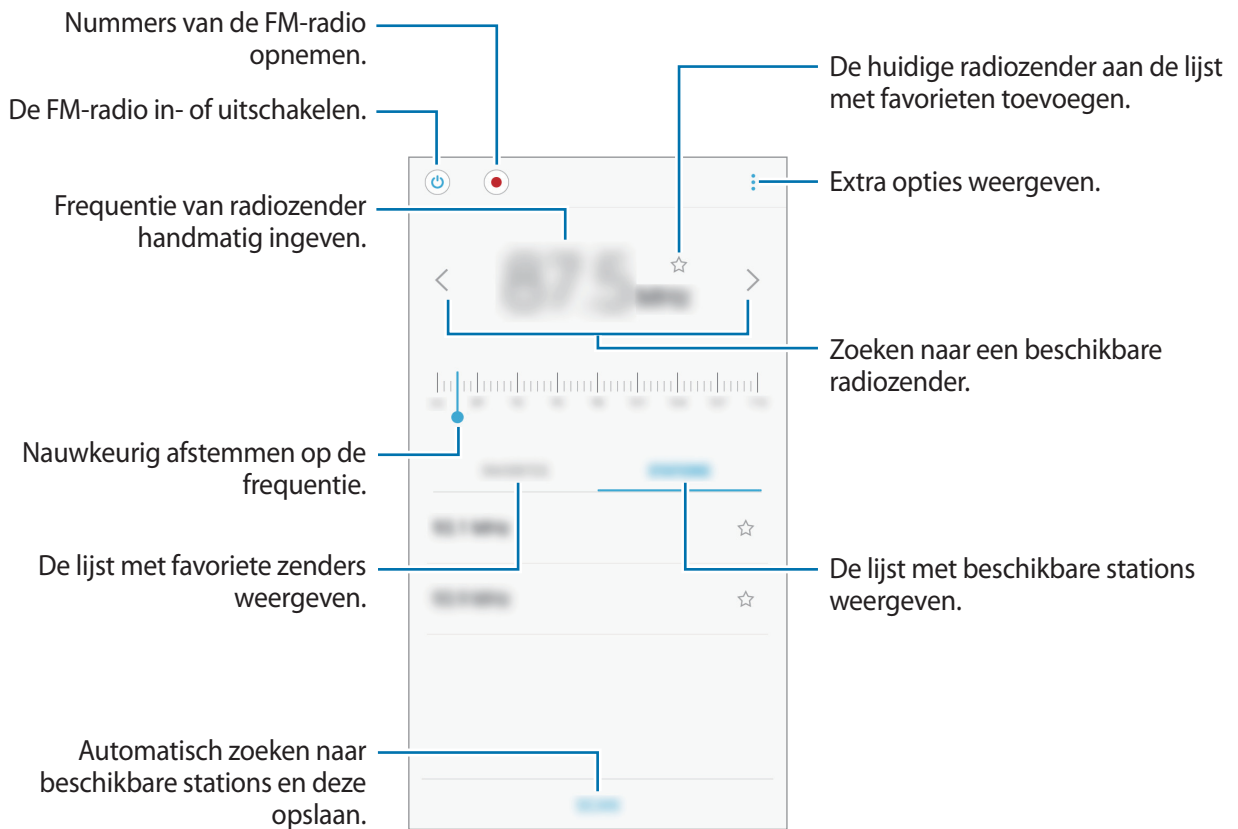 Nummers van de FM-radio
opnemen.
De huidige radiozender aan de lijst
met favorieten toevoegen.
De FM-radio in- of uitschakelen.
Extra opties weergeven.
Frequentie van radiozender
handmatig ingeven.
87.5
Zoeken naar een beschikbare
radiozender.
Nauwkeurig afstemmen op de
frequentie.
De lijst met favoriete zenders
weergeven.
De lijst met beschikbare stations
weergeven.
Automatisch zoeken naar
beschikbare stations en deze
opslaan.